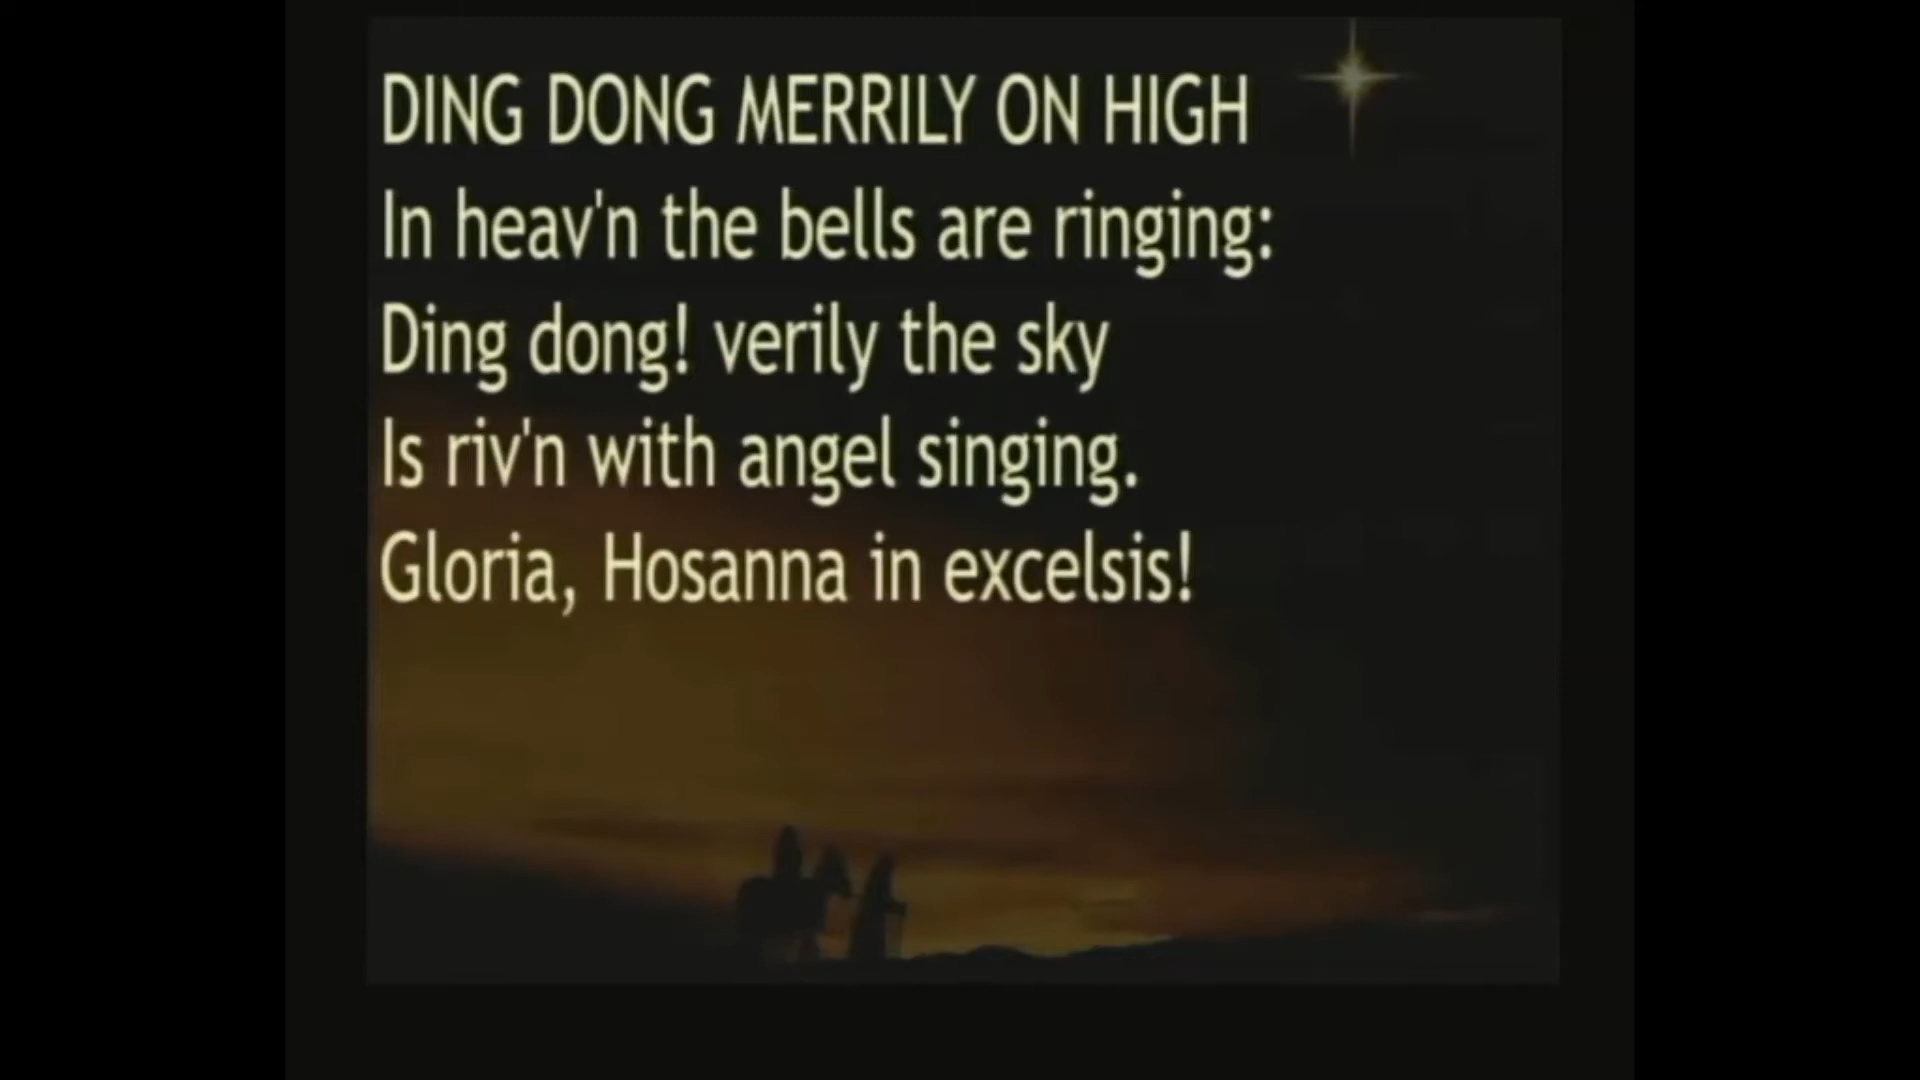 DING DONG MERRILY ON HIGH
In heav'n the bells are ringing:
Ding dong! verily the sky
Is riv'n with angel singing.
Gloria, Hosanna in excelsis!